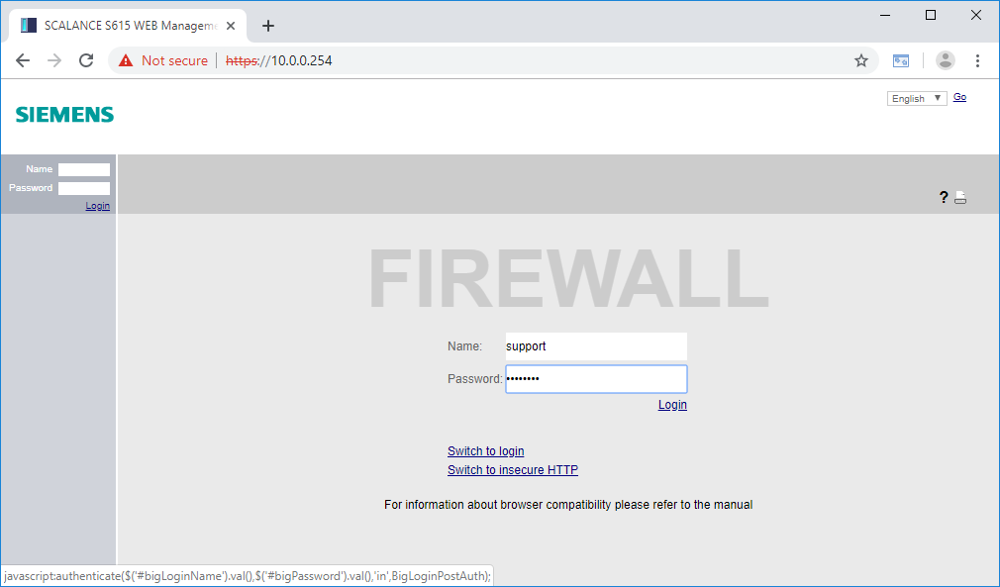 SCALANCE S615 WEB Manageme
Not secure https://10.0.0.254
English Go
SIEMENS
Name
Password
Login
?
FIREWALL
Name: support
Password: ••••••••
Login
Switch to login
Switch to insecure HTTP
For information about browser compatibility please refer to the manual
javascript:authenticate($('#bigLoginName').val(),$('#bigPassword').val(),'in',BigLoginPostAuth);